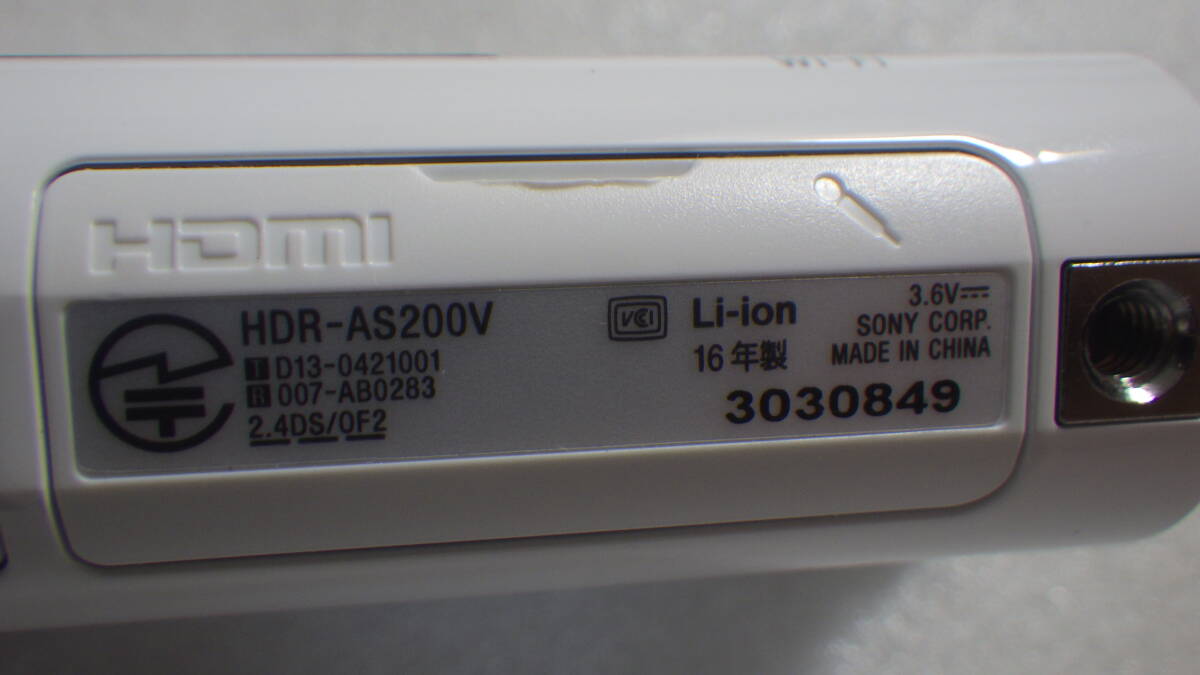 HDMI
HDR-AS200V
T D13-0421001
R 007-AB0283
2.4DS/OF2
VCI
Li-ion
16年製
3.6V⎓
SONY CORP.
MADE IN CHINA
3030849